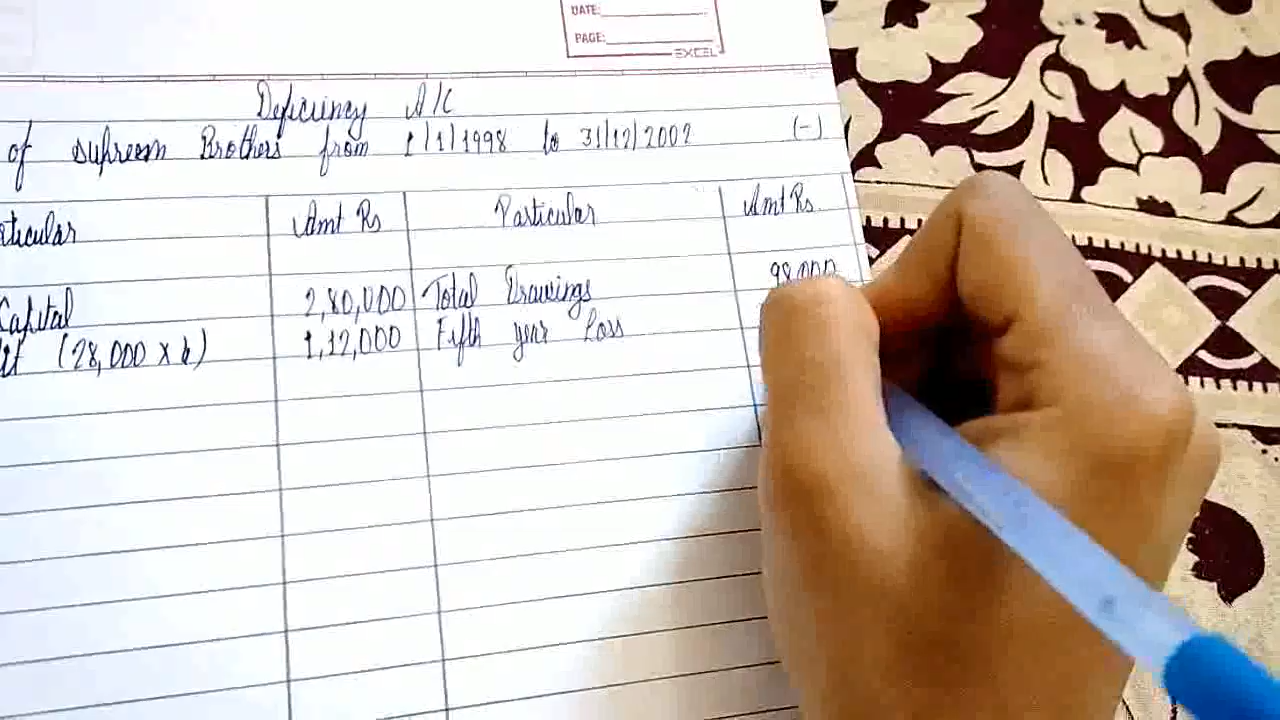 DATE:
PAGE:
EXCEL
Deficiency A/C
of Supreem Brothers from 1/1/1998 to 31/12/2002 (-)
ticular Amt Rs Particular Amt Rs
Capital 2,80,000 Total Drawings 98,000
(28,000 x 4) 1,12,000 Fifth year Loss